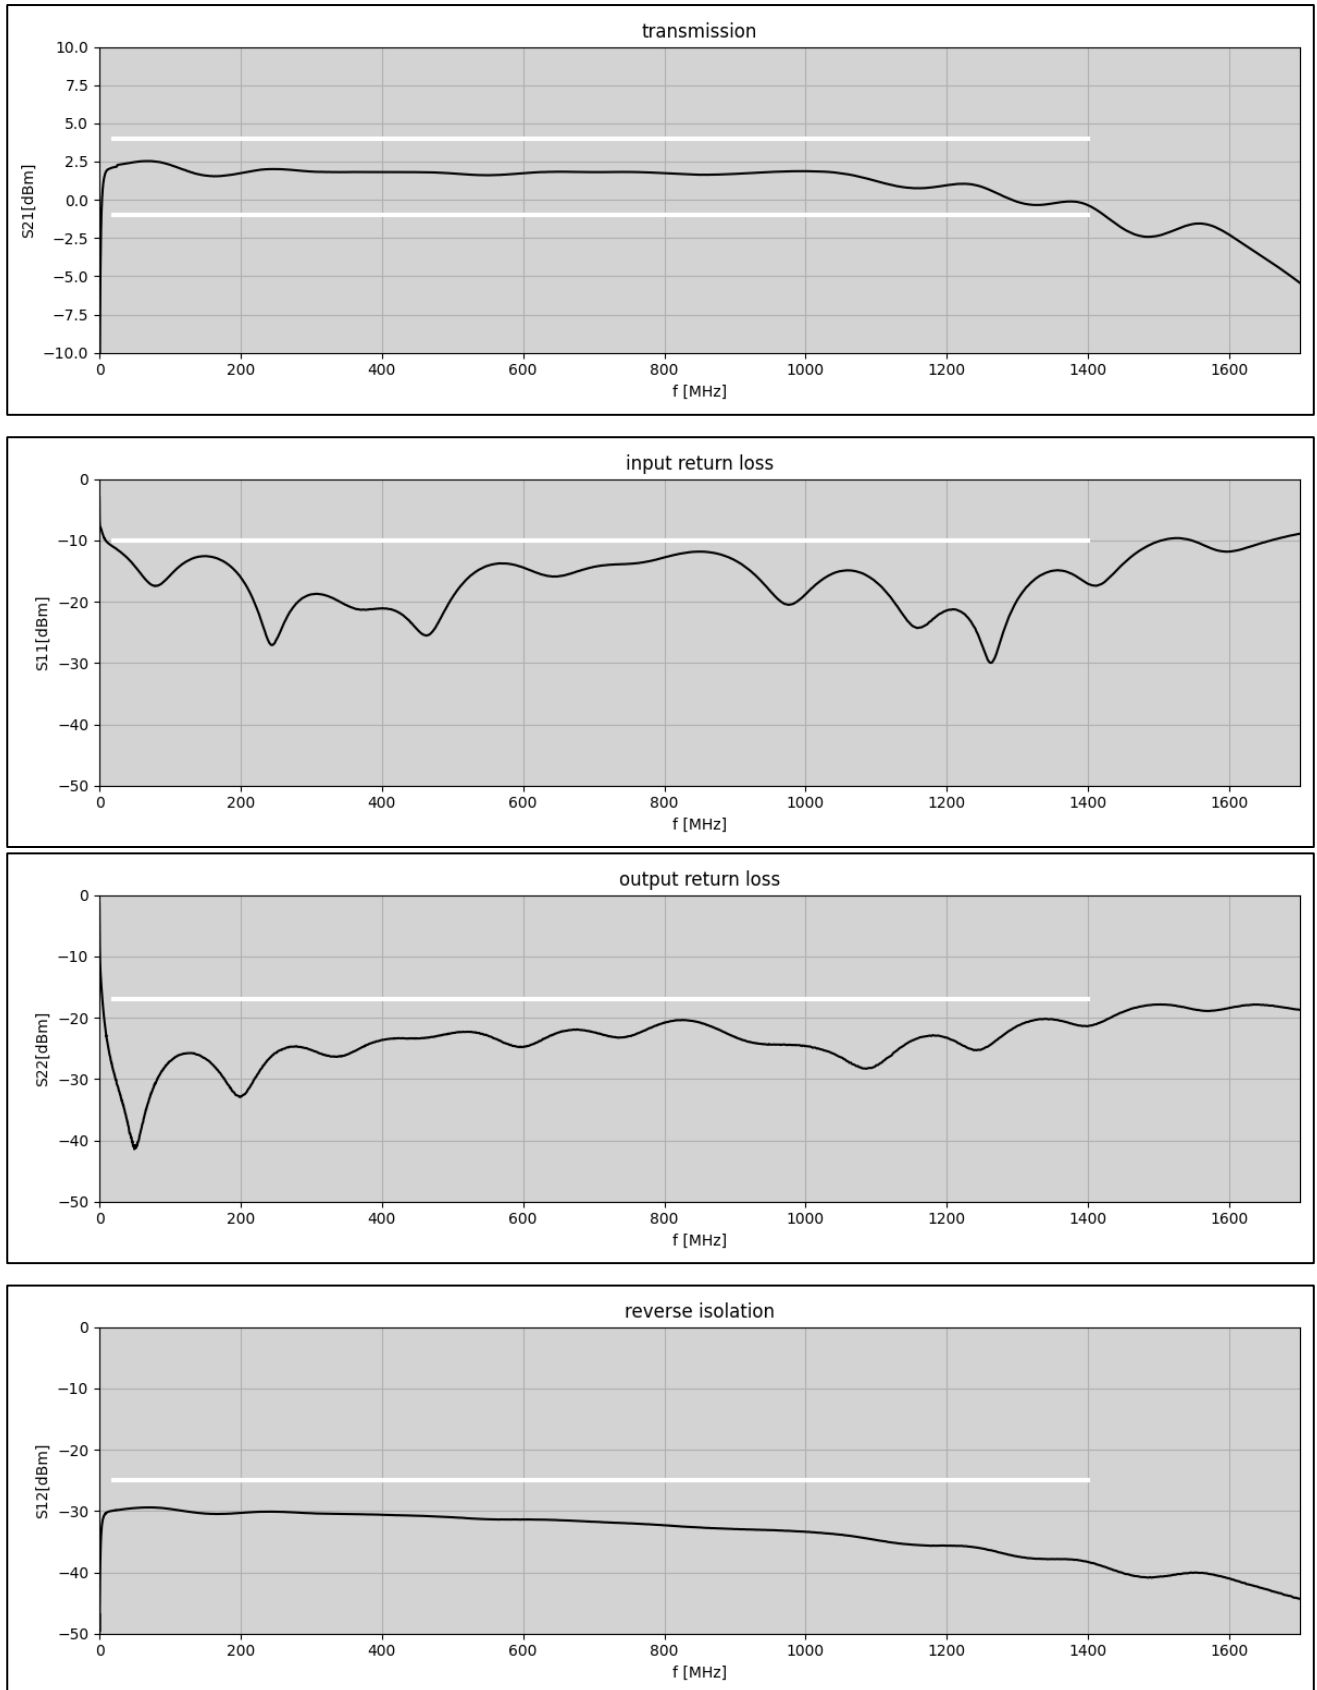 transmission
10.0
7.5
5.0
2.5
0.0
−2.5
−5.0
−7.5
−10.0
S21[dBm]
0 200 400 600 800 1000 1200 1400 1600
f [MHz]
input return loss
0
−10
−20
−30
−40
−50
S11[dBm]
0 200 400 600 800 1000 1200 1400 1600
f [MHz]
output return loss
0
−10
−20
−30
−40
−50
S22[dBm]
0 200 400 600 800 1000 1200 1400 1600
f [MHz]
reverse isolation
0
−10
−20
−30
−40
−50
S12[dBm]
0 200 400 600 800 1000 1200 1400 1600
f [MHz]